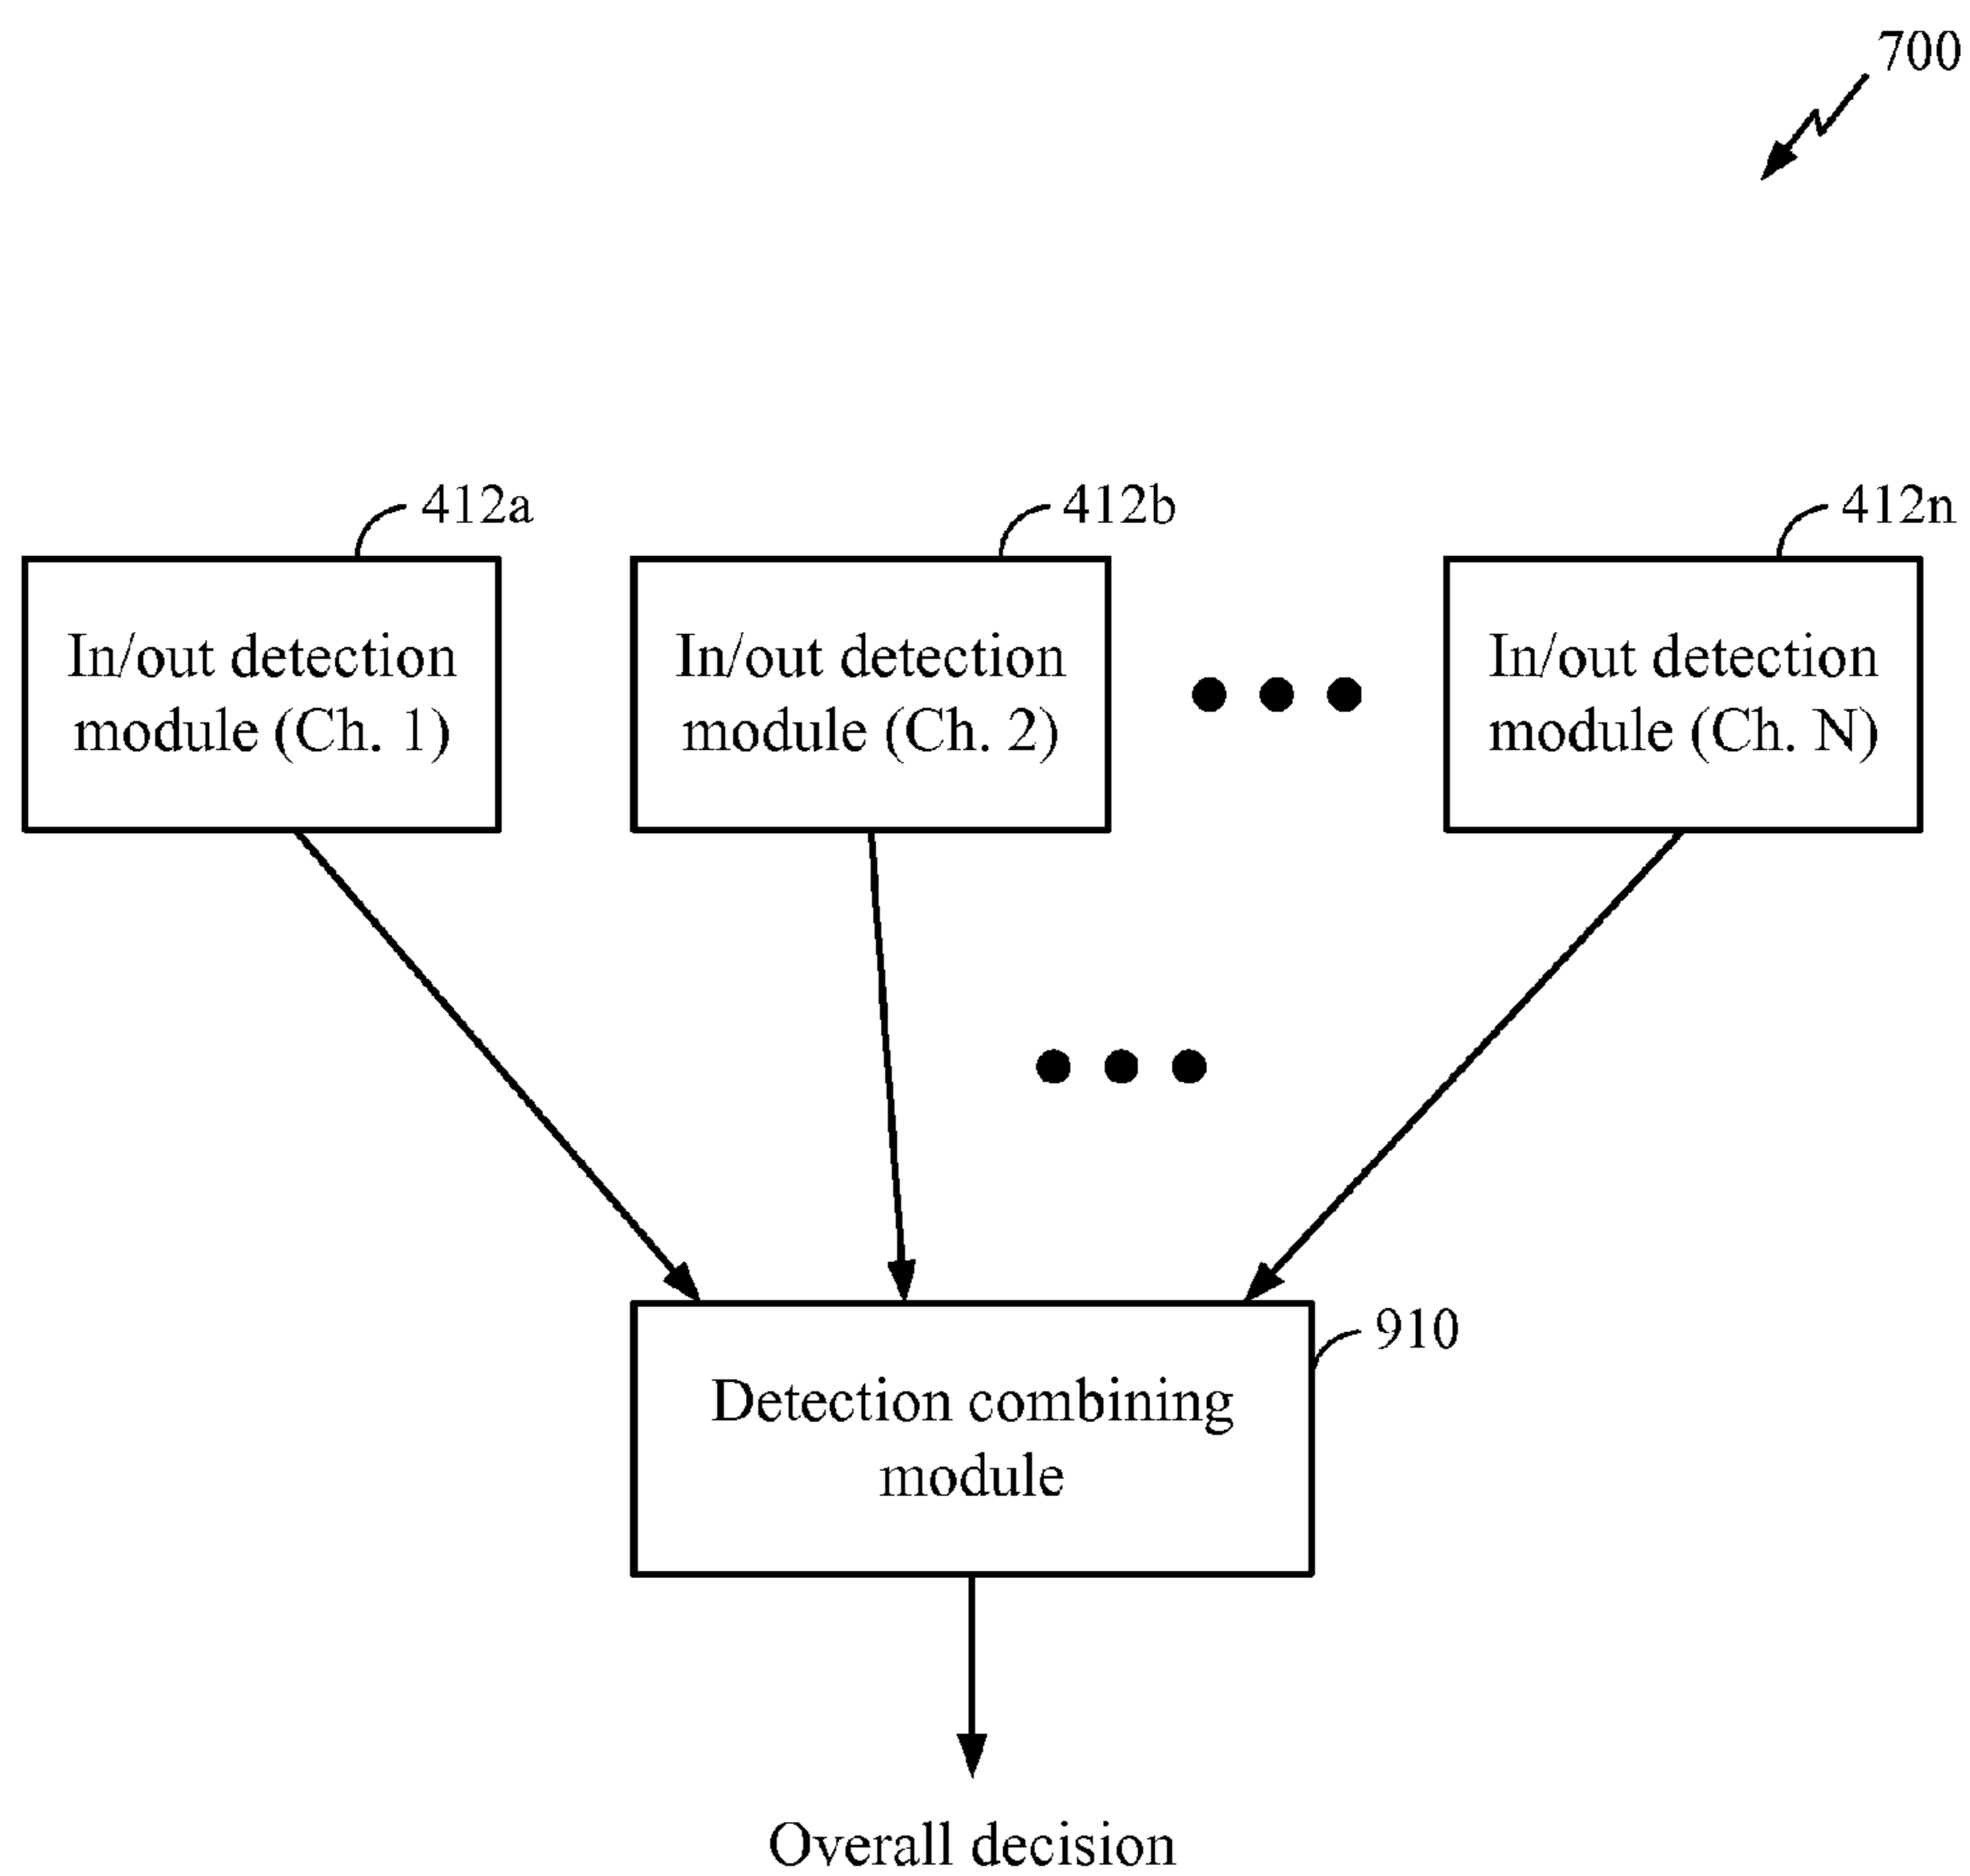 700
412a
412b
412n
In/out detection
module (Ch. 1)
In/out detection
module (Ch. 2)
In/out detection
module (Ch. N)
910
Detection combining
module
Overall decision